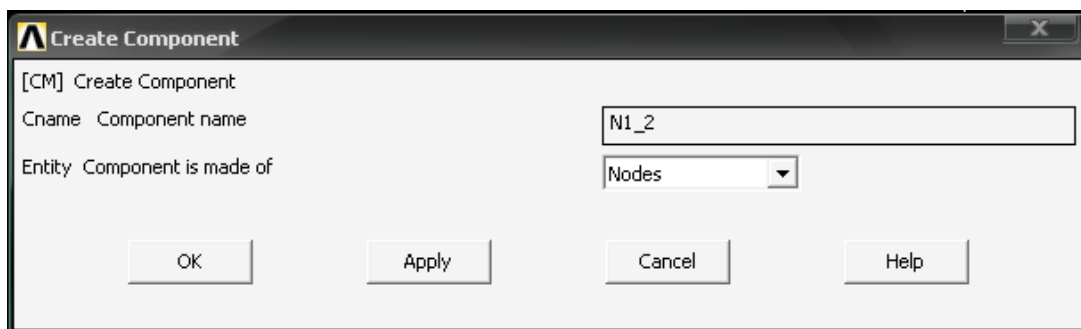 Create Component
[CM] Create Component
Cname Component name
N1_2
Entity Component is made of
Nodes
OK Apply Cancel Help